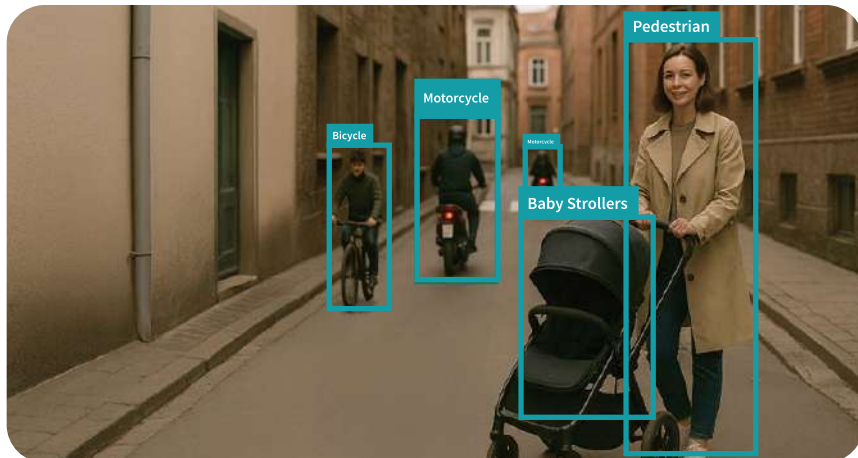 Pedestrian
Motorcycle
Bicycle
Motorcycle
Baby Strollers